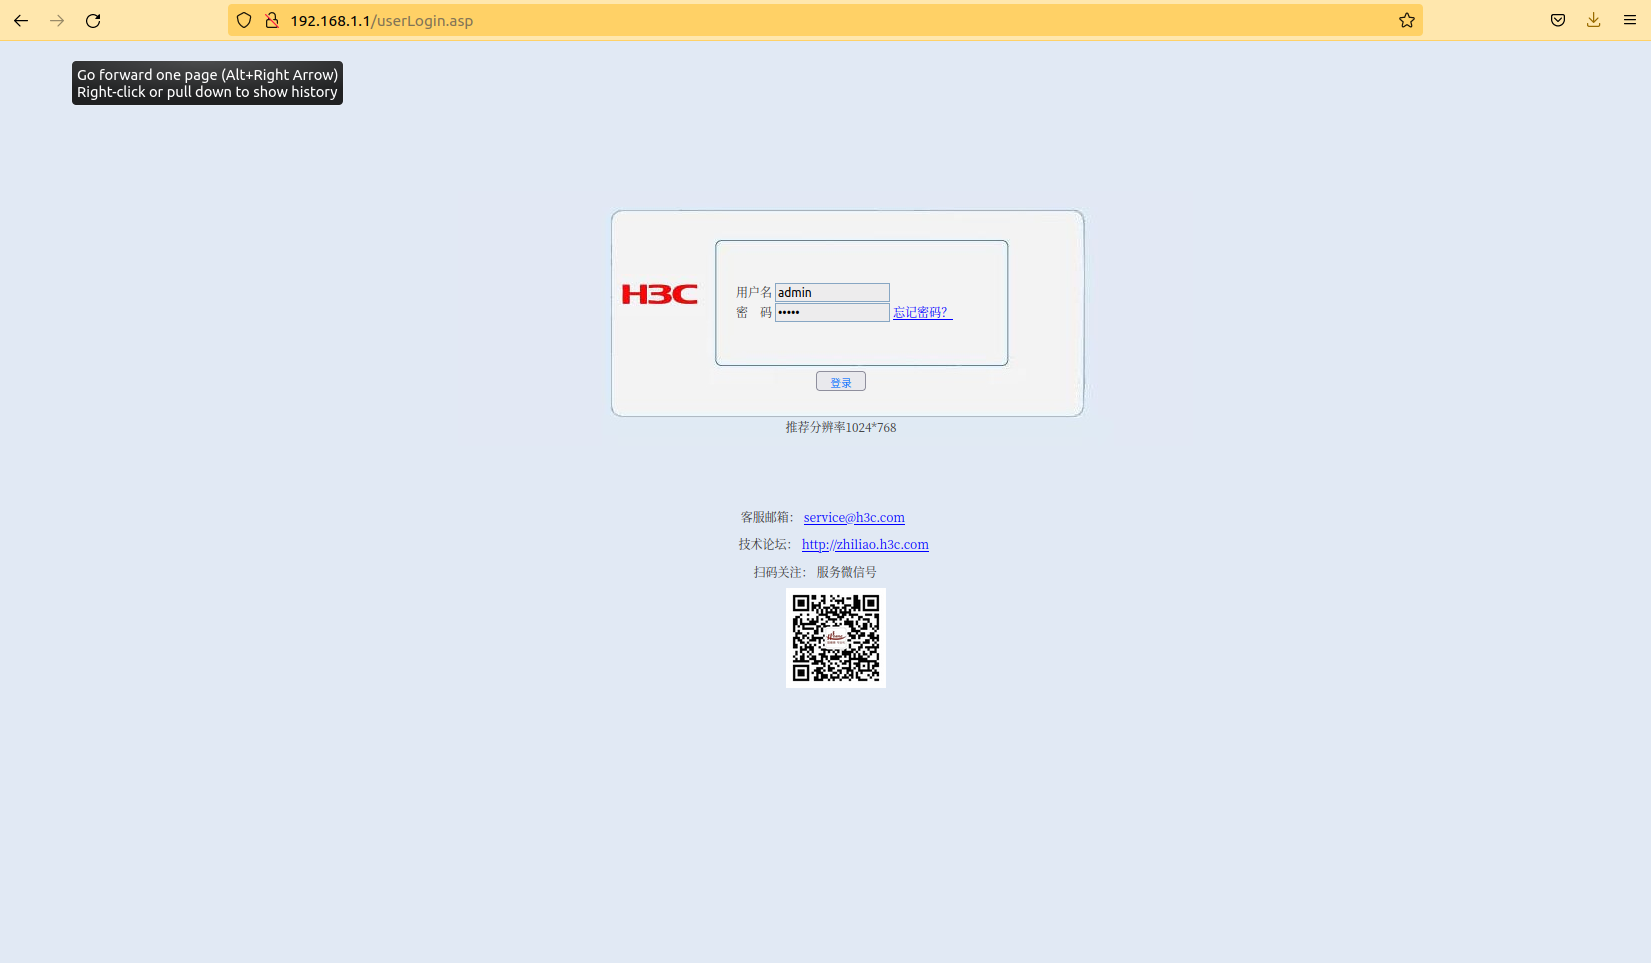 192.168.1.1/userLogin.asp
Go forward one page (Alt+Right Arrow)
Right-click or pull down to show history
H3C
用户名 admin
密 码 ••••• 忘记密码？
登录
推荐分辨率1024*768
客服邮箱： service@h3c.com
技术论坛： http://zhiliao.h3c.com
扫码关注： 服务微信号